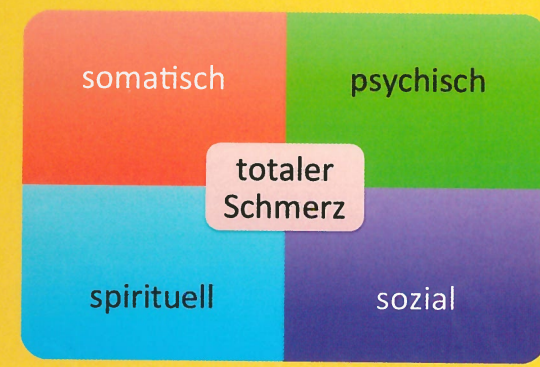 somatisch
psychisch
totaler
Schmerz
spirituell
sozial